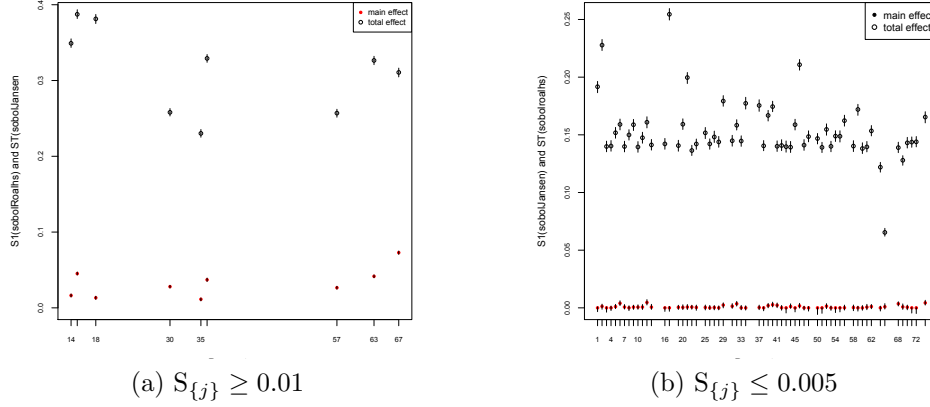 S1(sobolRoalhs) and ST(sobolJansen
0.4
0.3
0.2
0.1
0.0
main effect
total effect
14 18 30 35 57 63 67
(a) S{j} ≥ 0.01
S1(sobolJansen) and ST(sobolroalhs)
0.25
0.20
0.15
0.10
0.05
0.00
main effect
total effect
1 4 7 10 16 20 25 29 33 37 41 45 50 54 58 62 68 72
(b) S{j} ≤ 0.005